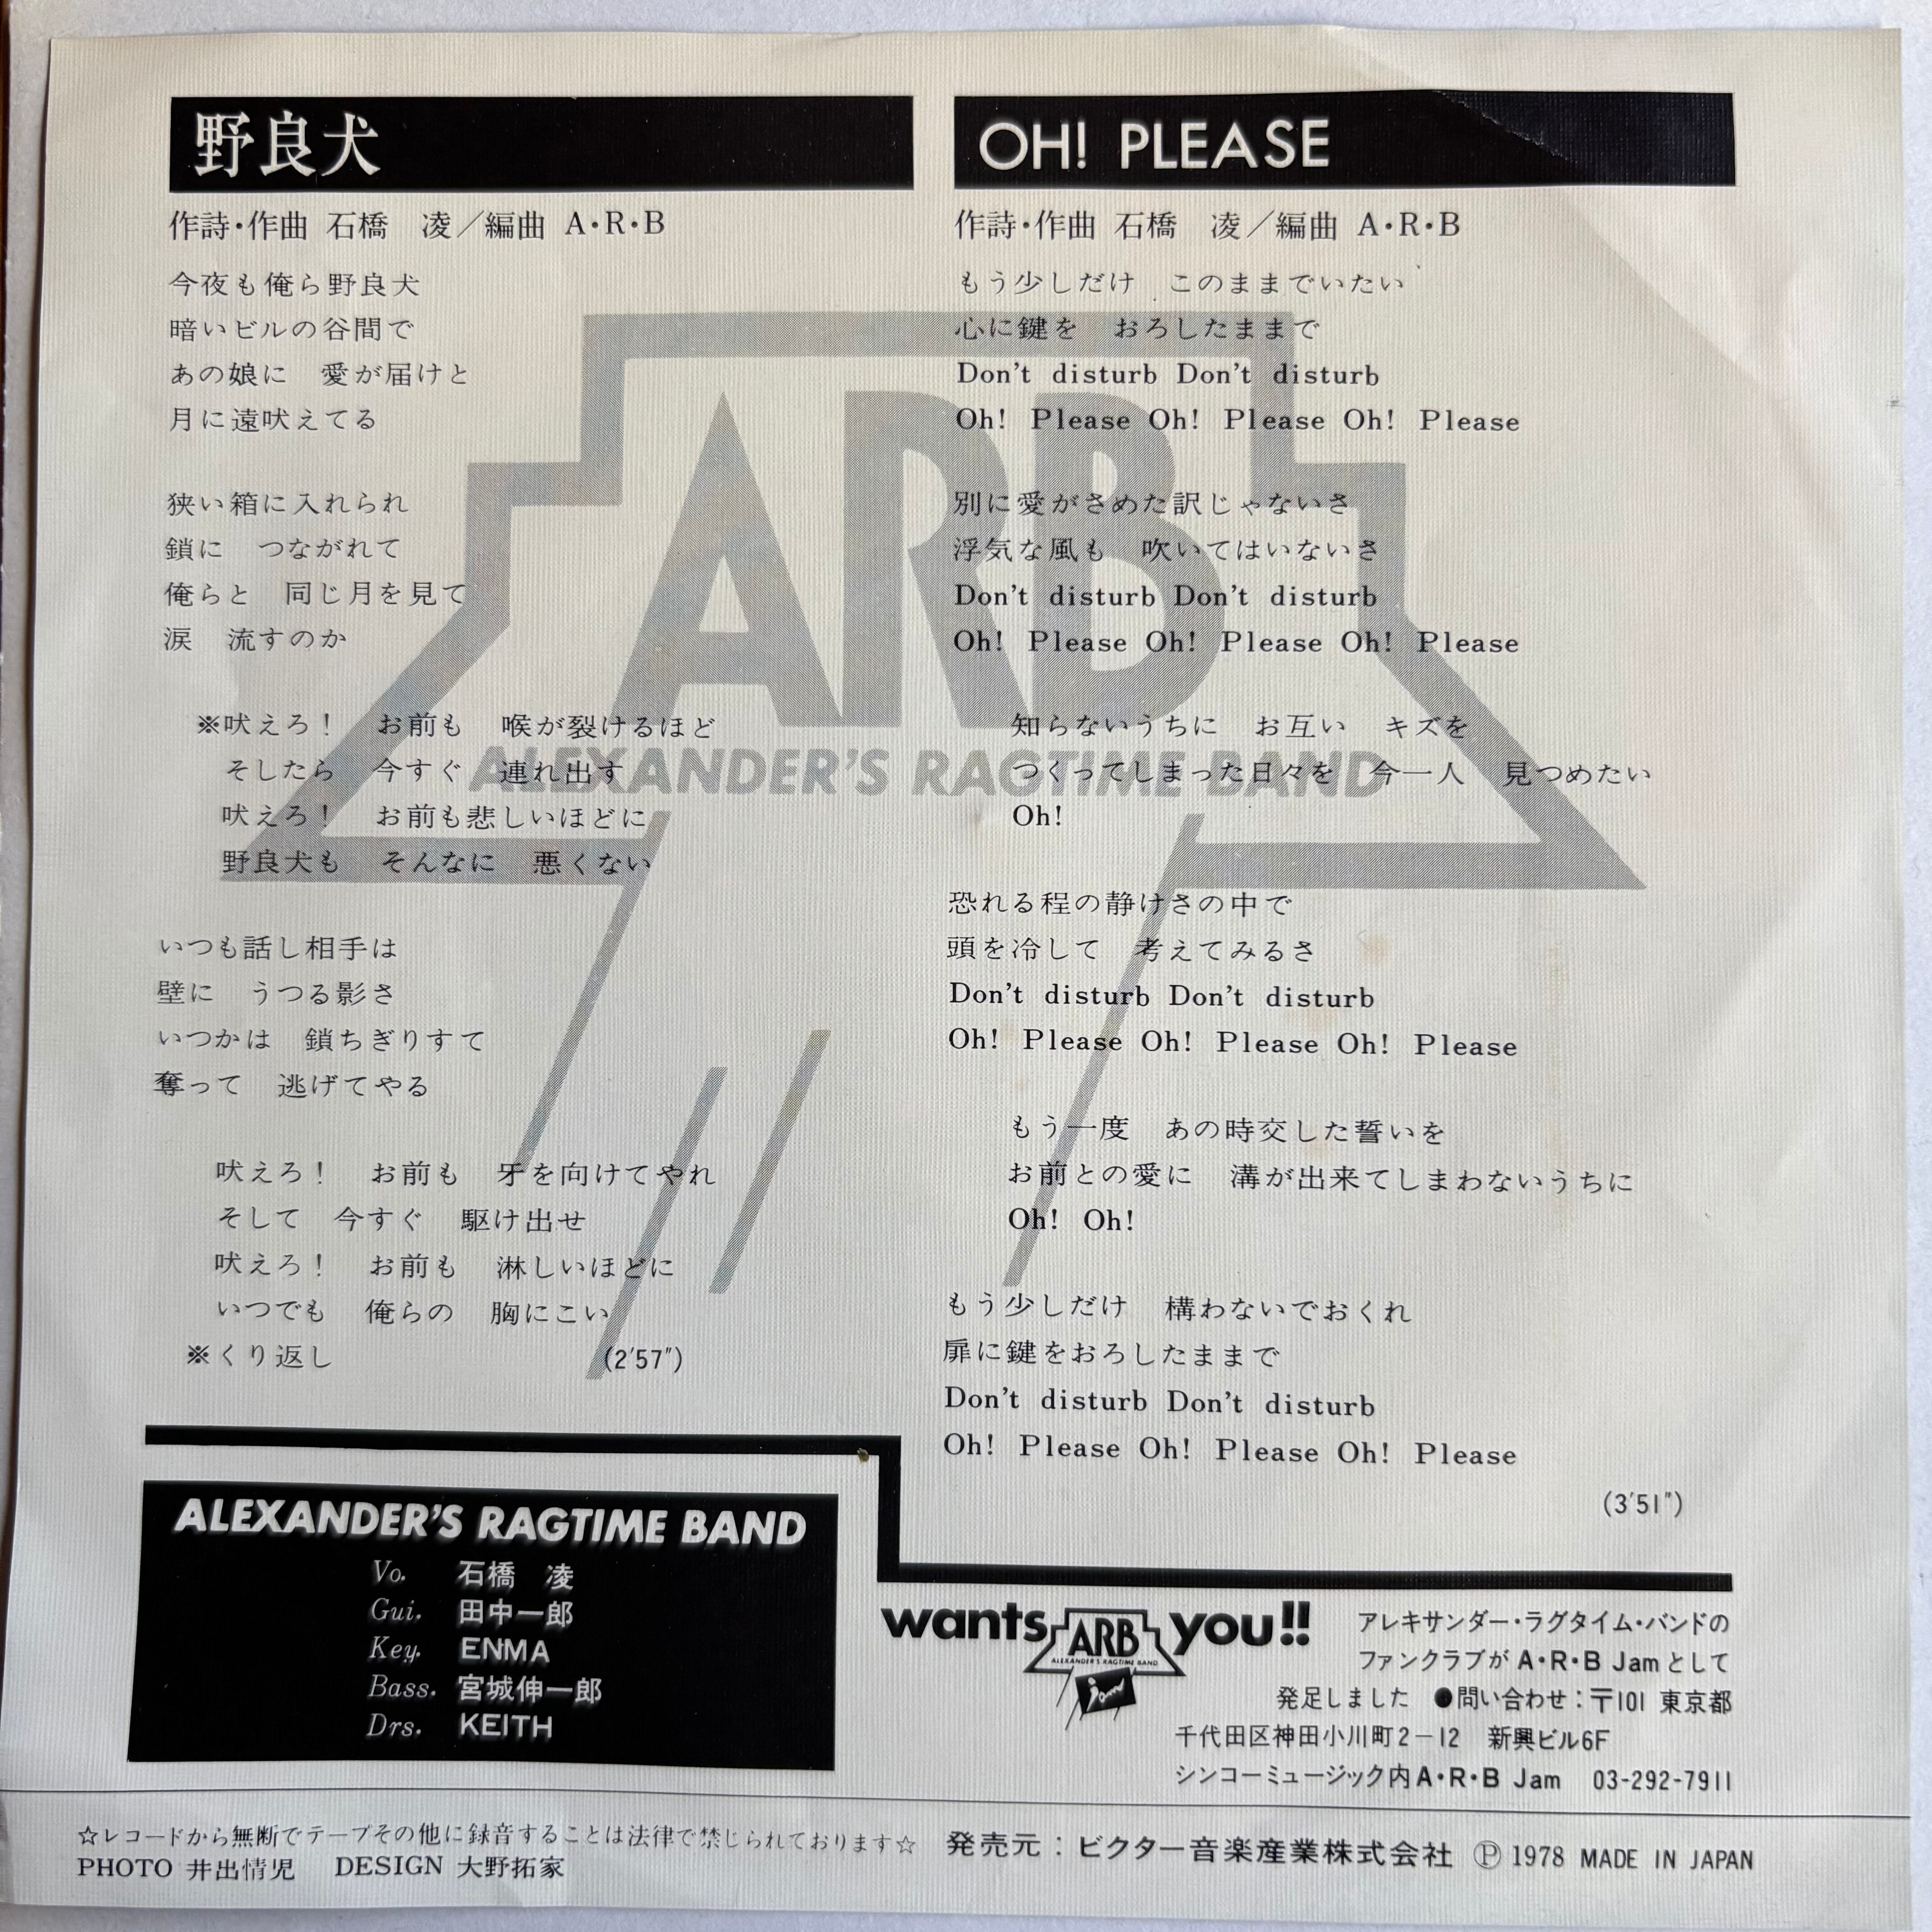 野良犬
作詩・作曲 石橋　凌／編曲 A・R・B
今夜も俺ら野良犬
暗いビルの谷間で
あの娘に　愛が届けと
月に遠吠えてる
狭い箱に入れられ
鎖に　つながれて
俺らと　同じ月を見て
涙　流すのか
※吠えろ！　お前も　喉が裂けるほど
そしたら　今すぐ　連れ出す
吠えろ！　お前も悲しいほどに
野良犬も　そんなに　悪くない
いつも話し相手は
壁に　うつる影さ
いつかは　鎖ちぎりすて
奪って　逃げてやる
吠えろ！　お前も　牙を向けてやれ
そして　今すぐ　駆け出せ
吠えろ！　お前も　淋しいほどに
いつでも　俺らの　胸にこい
※くり返し　(2′57″)
OH! PLEASE
作詩・作曲 石橋　凌／編曲 A・R・B
もう少しだけ　このままでいたい
心に鍵を　おろしたままで
Don't disturb Don't disturb
Oh! Please Oh! Please Oh! Please
別に愛がさめた訳じゃないさ
浮気な風も　吹いてはいないさ
Don't disturb Don't disturb
Oh! Please Oh! Please Oh! Please
知らないうちに　お互い　キズを
つくってしまった日々を　今一人　見つめたい
Oh!
恐れる程の静けさの中で
頭を冷して　考えてみるさ
Don't disturb Don't disturb
Oh! Please Oh! Please Oh! Please
もう一度　あの時交した誓いを
お前との愛に　溝が出来てしまわないうちに
Oh! Oh!
もう少しだけ　構わないでおくれ
扉に鍵をおろしたままで
Don't disturb Don't disturb
Oh! Please Oh! Please Oh! Please
(3′51″)
ARB
ALEXANDER'S RAGTIME BAND
ALEXANDER'S RAGTIME BAND
Vo. 石橋　凌
Gui. 田中一郎
Key. ENMA
Bass. 宮城伸一郎
Drs. KEITH
wants ARB you!!
ALEXANDER'S RAGTIME BAND
Jam
アレキサンダー・ラグタイム・バンドの
ファンクラブが A・R・B Jam として
発足しました　●問い合わせ：〒101 東京都
千代田区神田小川町2－12　新興ビル6F
シンコーミュージック内 A・R・B Jam　03-292-7911
☆レコードから無断でテープその他に録音することは法律で禁じられております☆
PHOTO 井出情児　DESIGN 大野拓家
発売元：ビクター音楽産業株式会社 Ⓟ 1978 MADE IN JAPAN